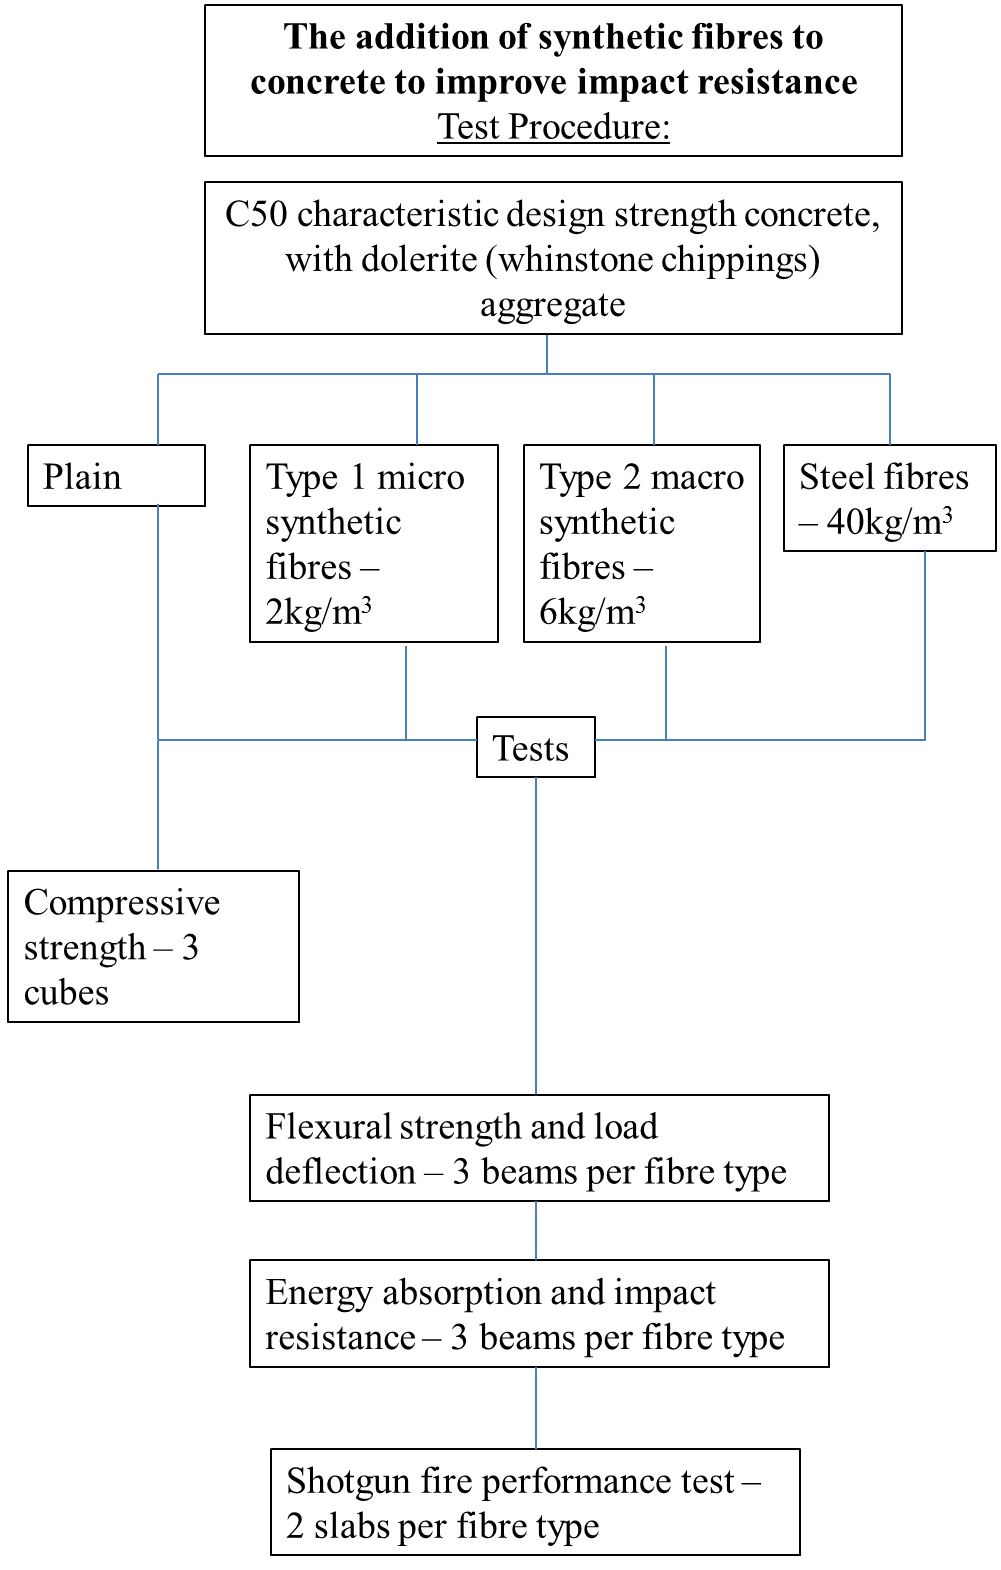 The addition of synthetic fibres to
concrete to improve impact resistance
Test Procedure:
C50 characteristic design strength concrete,
with dolerite (whinstone chippings)
aggregate
Plain
Type 1 micro
synthetic
fibres –
2kg/m³
Type 2 macro
synthetic
fibres –
6kg/m³
Steel fibres
– 40kg/m³
Tests
Compressive
strength – 3
cubes
Flexural strength and load
deflection – 3 beams per fibre type
Energy absorption and impact
resistance – 3 beams per fibre type
Shotgun fire performance test –
2 slabs per fibre type